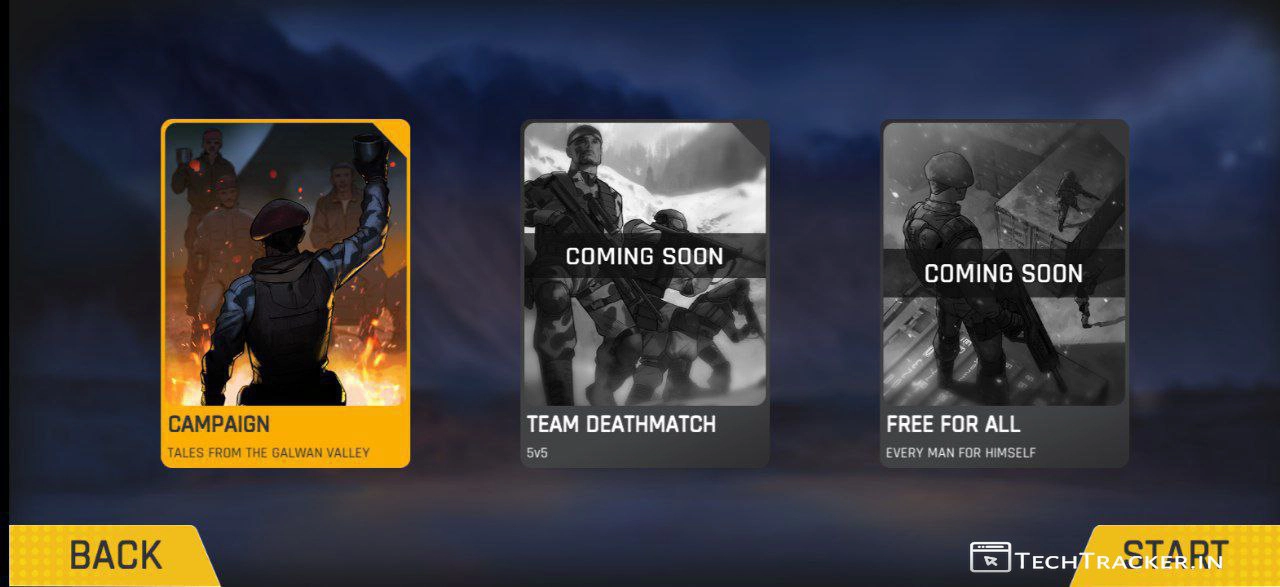 COMING SOON
COMING SOON
CAMPAIGN
TALES FROM THE GALWAN VALLEY
TEAM DEATHMATCH
5v5
FREE FOR ALL
EVERY MAN FOR HIMSELF
BACK
START
TECHTRACKER.IN